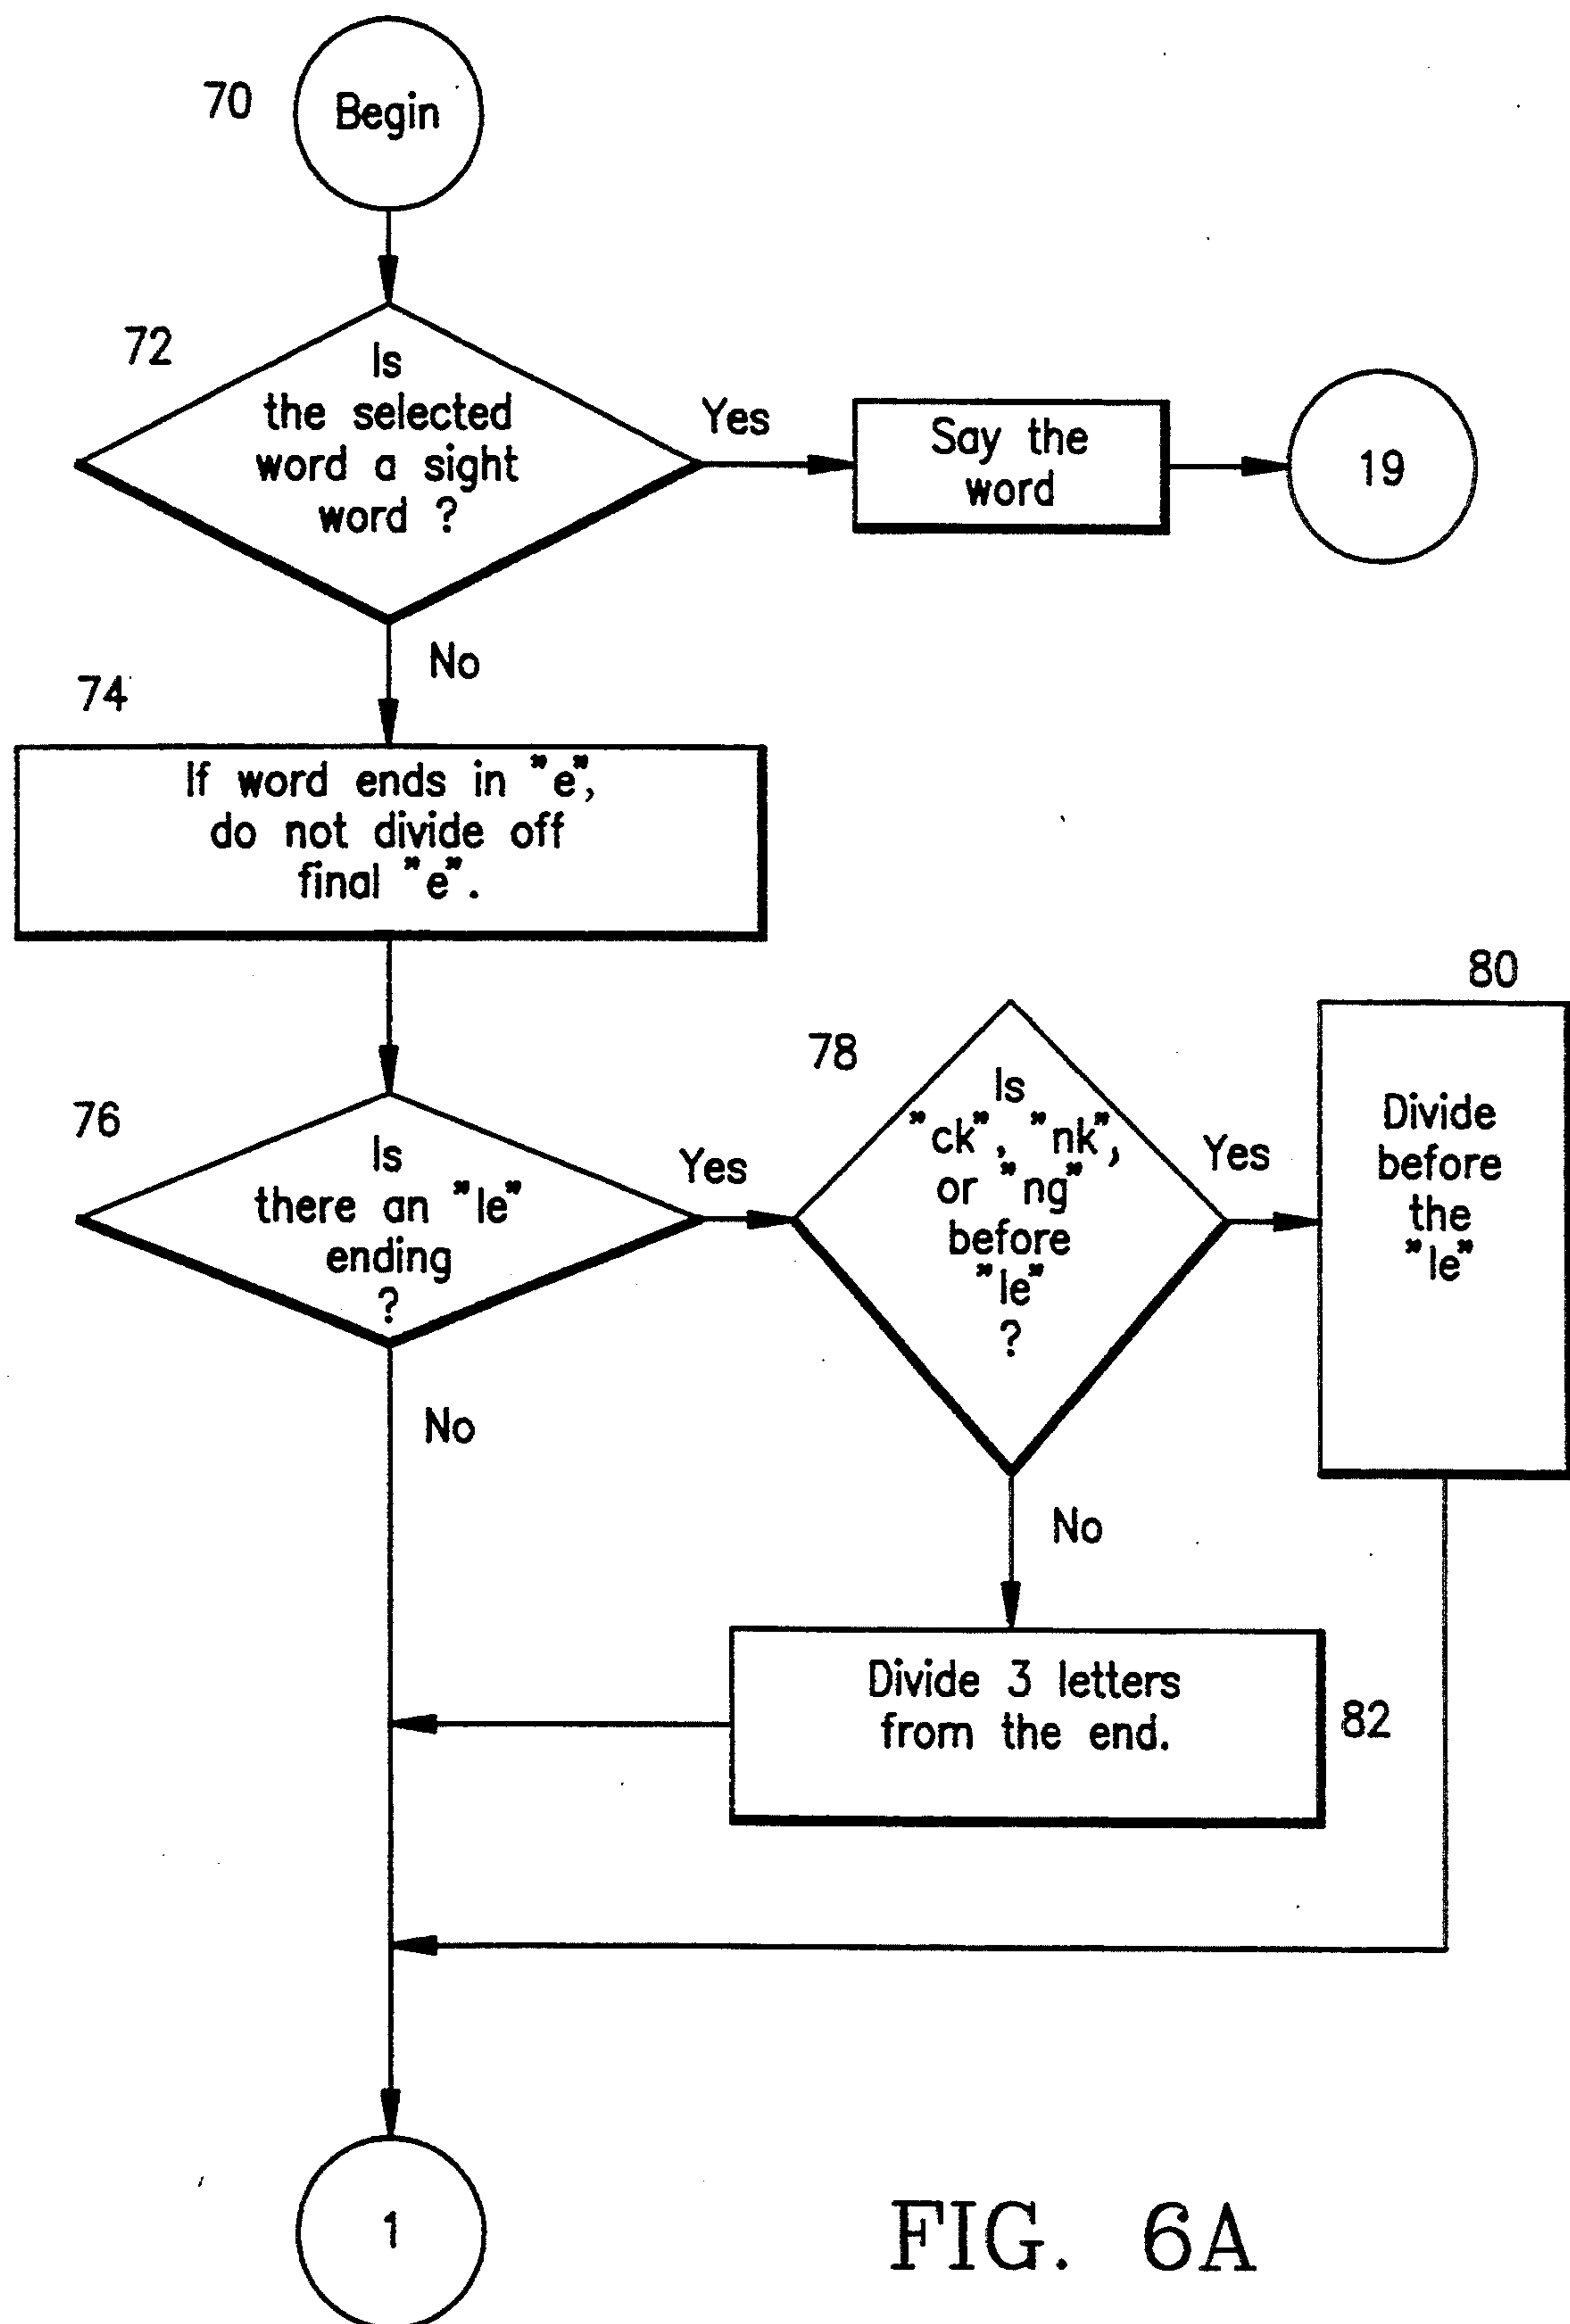 70
Begin
72
Is
the selected
word a sight
word ?
Yes
Say the
word
19
No
74
If word ends in "e",
do not divide off
final "e".
76
Is
there an "le"
ending
?
Yes
78
Is
"ck", "nk",
or "ng"
before
"le"
?
Yes
80
Divide
before
the
"le"
No
No
Divide 3 letters
from the end.
82
1
FIG. 6A